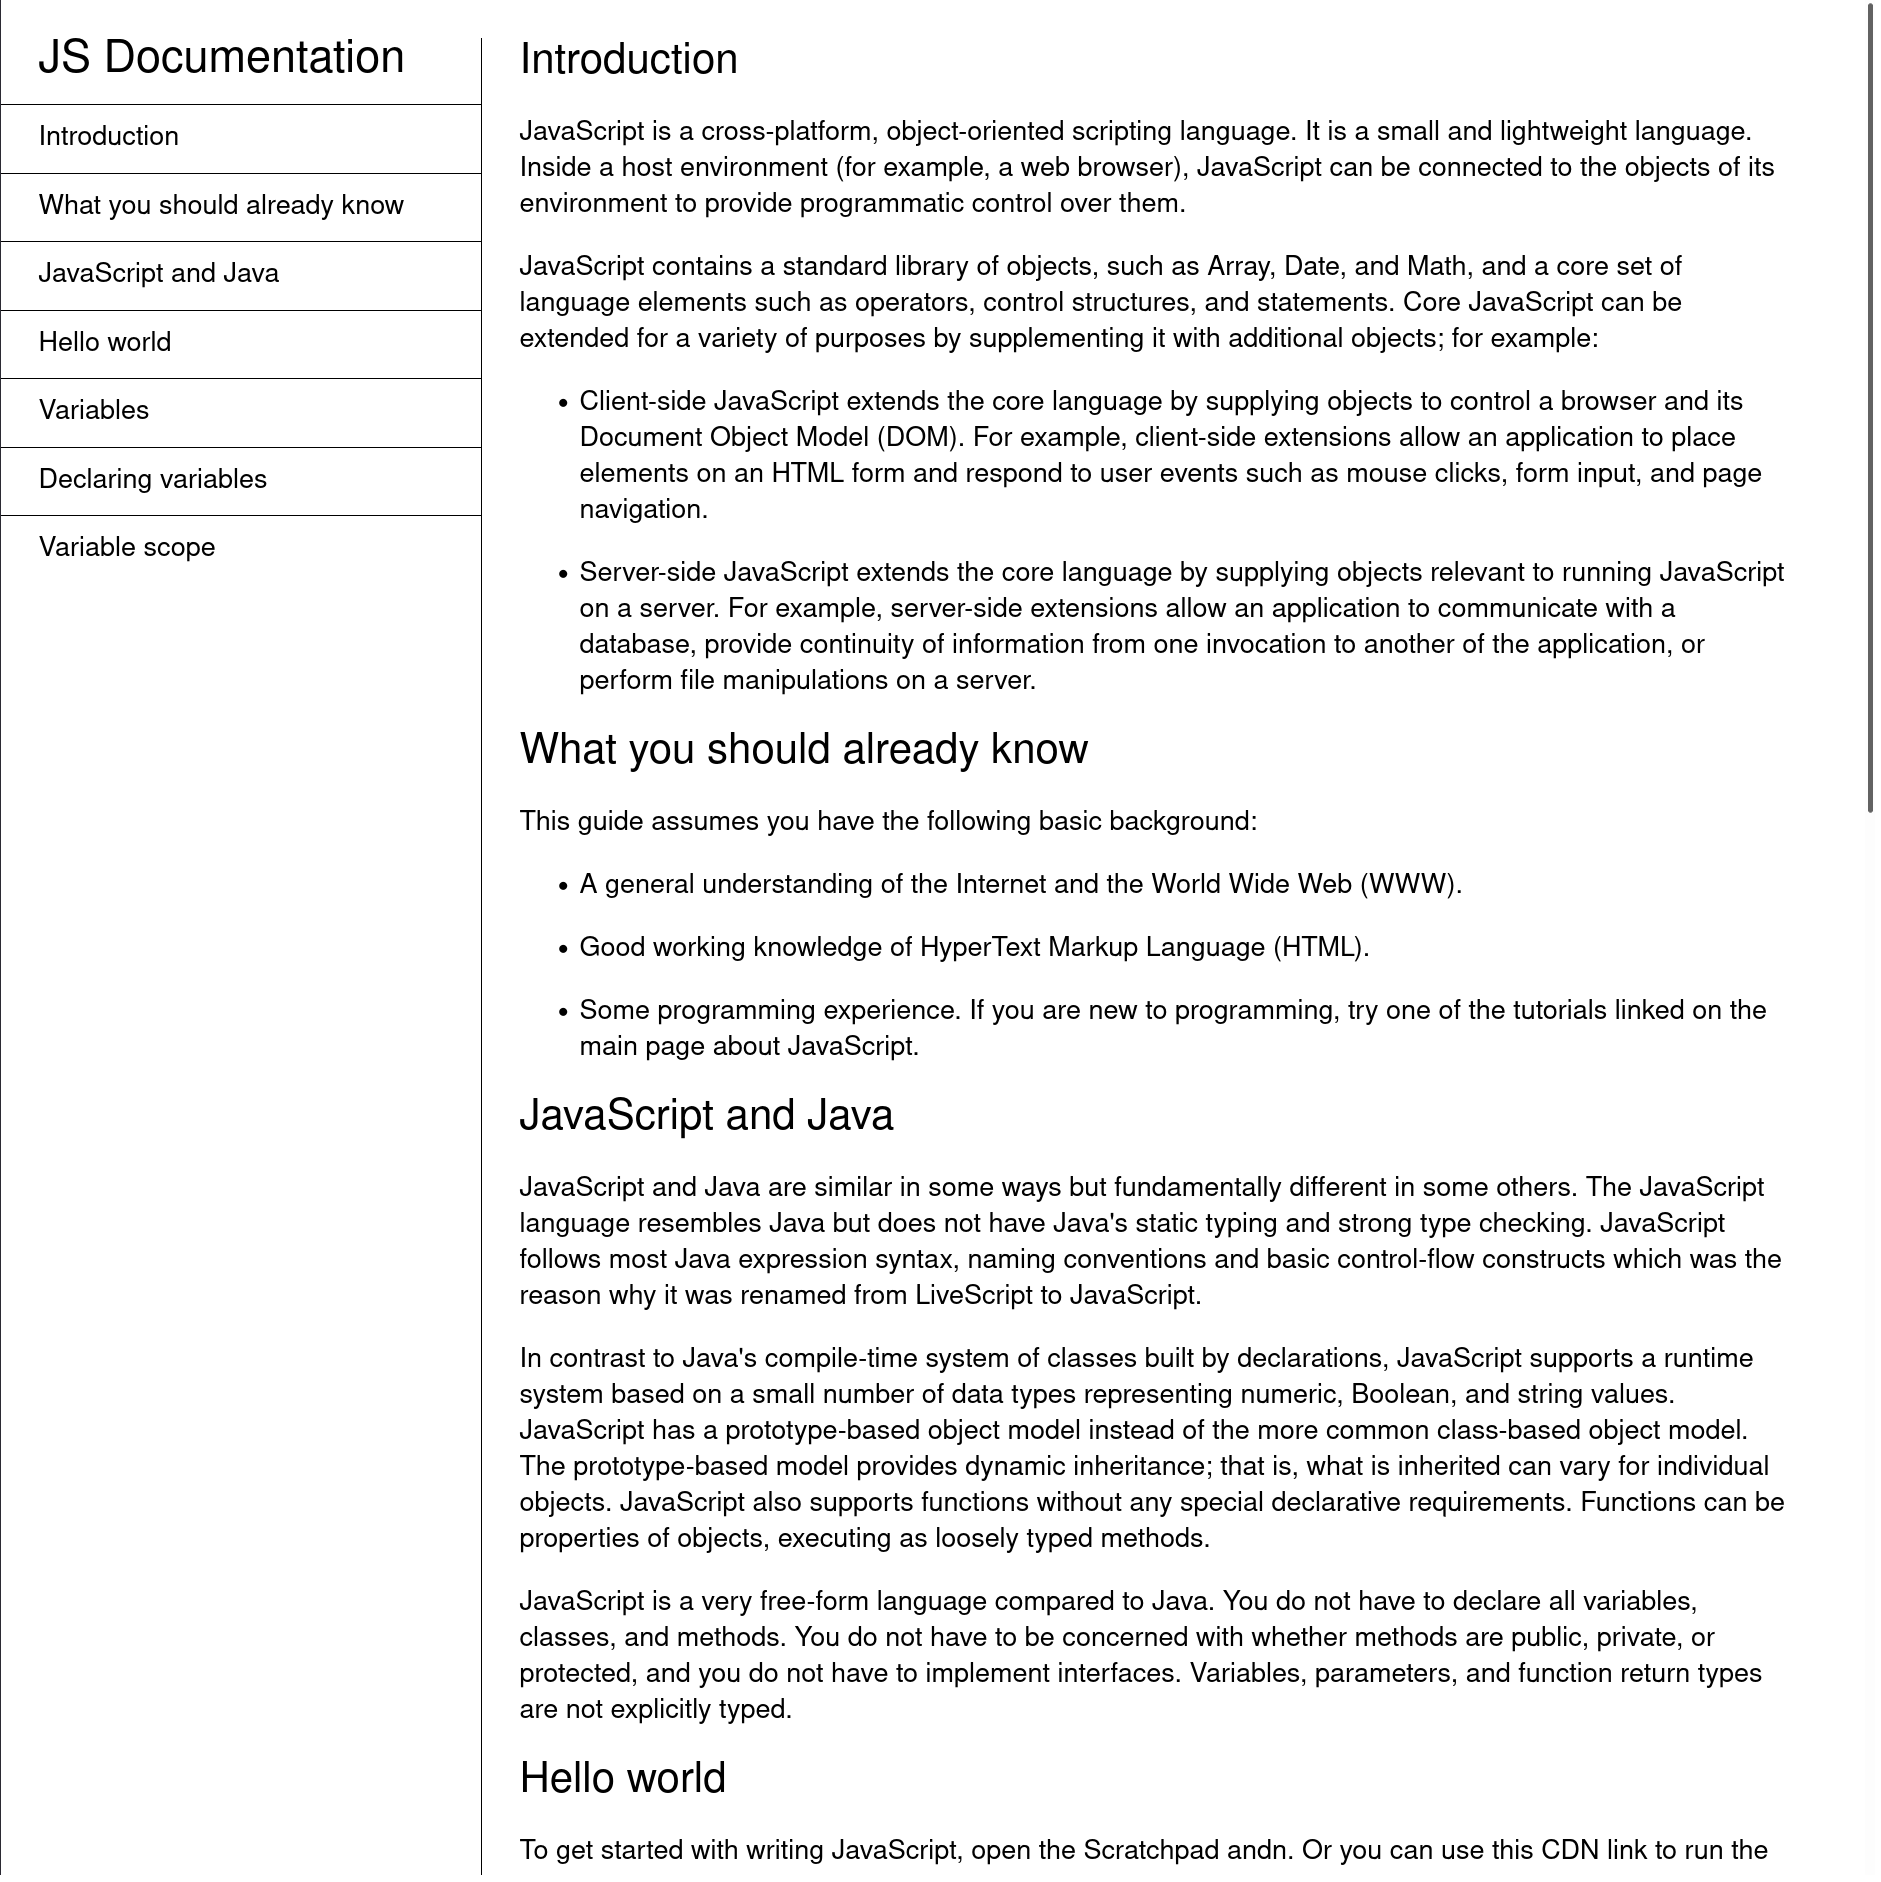 JS Documentation
Introduction
What you should already know
JavaScript and Java
Hello world
Variables
Declaring variables
Variable scope
Introduction
JavaScript is a cross-platform, object-oriented scripting language. It is a small and lightweight language.
Inside a host environment (for example, a web browser), JavaScript can be connected to the objects of its
environment to provide programmatic control over them.
JavaScript contains a standard library of objects, such as Array, Date, and Math, and a core set of
language elements such as operators, control structures, and statements. Core JavaScript can be
extended for a variety of purposes by supplementing it with additional objects; for example:
• Client-side JavaScript extends the core language by supplying objects to control a browser and its
Document Object Model (DOM). For example, client-side extensions allow an application to place
elements on an HTML form and respond to user events such as mouse clicks, form input, and page
navigation.
• Server-side JavaScript extends the core language by supplying objects relevant to running JavaScript
on a server. For example, server-side extensions allow an application to communicate with a
database, provide continuity of information from one invocation to another of the application, or
perform file manipulations on a server.
What you should already know
This guide assumes you have the following basic background:
• A general understanding of the Internet and the World Wide Web (WWW).
• Good working knowledge of HyperText Markup Language (HTML).
• Some programming experience. If you are new to programming, try one of the tutorials linked on the
main page about JavaScript.
JavaScript and Java
JavaScript and Java are similar in some ways but fundamentally different in some others. The JavaScript
language resembles Java but does not have Java's static typing and strong type checking. JavaScript
follows most Java expression syntax, naming conventions and basic control-flow constructs which was the
reason why it was renamed from LiveScript to JavaScript.
In contrast to Java's compile-time system of classes built by declarations, JavaScript supports a runtime
system based on a small number of data types representing numeric, Boolean, and string values.
JavaScript has a prototype-based object model instead of the more common class-based object model.
The prototype-based model provides dynamic inheritance; that is, what is inherited can vary for individual
objects. JavaScript also supports functions without any special declarative requirements. Functions can be
properties of objects, executing as loosely typed methods.
JavaScript is a very free-form language compared to Java. You do not have to declare all variables,
classes, and methods. You do not have to be concerned with whether methods are public, private, or
protected, and you do not have to implement interfaces. Variables, parameters, and function return types
are not explicitly typed.
Hello world
To get started with writing JavaScript, open the Scratchpad andn. Or you can use this CDN link to run the